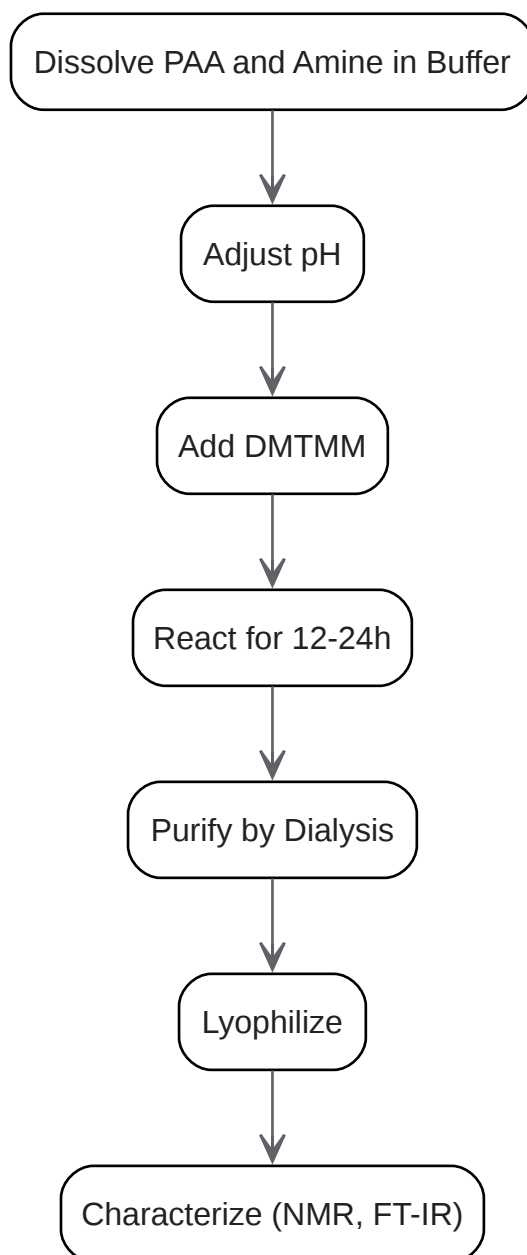 Dissolve PAA and Amine in Buffer
Adjust pH
Add DMTMM
React for 12-24h
Purify by Dialysis
Lyophilize
Characterize (NMR, FT-IR)